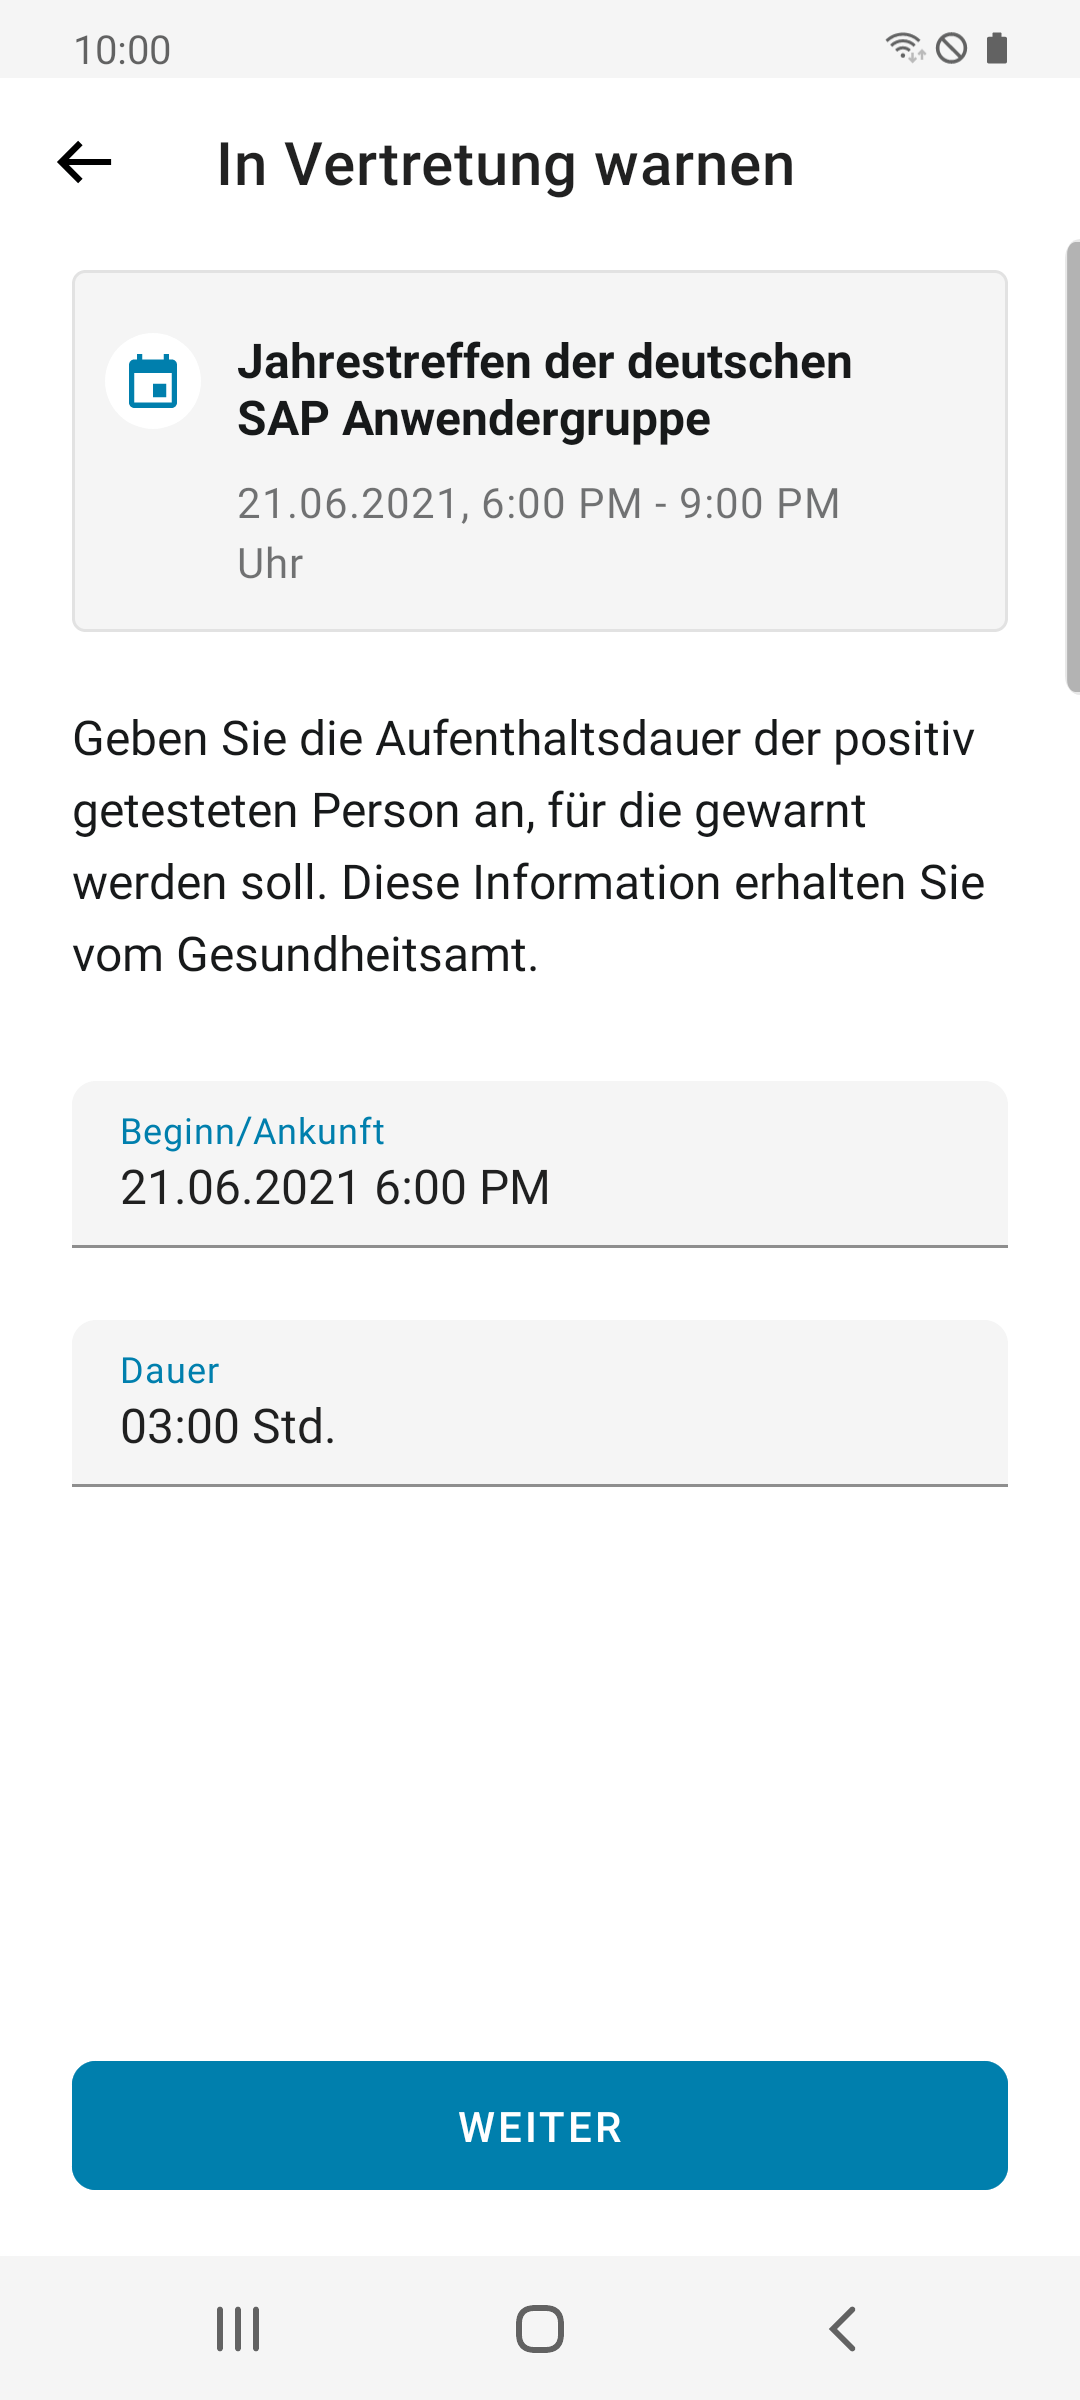 10:00
In Vertretung warnen
Jahrestreffen der deutschen
SAP Anwendergruppe
21.06.2021, 6:00 PM - 9:00 PM
Uhr
Geben Sie die Aufenthaltsdauer der positiv
getesteten Person an, für die gewarnt
werden soll. Diese Information erhalten Sie
vom Gesundheitsamt.
Beginn/Ankunft
21.06.2021 6:00 PM
Dauer
03:00 Std.
WEITER